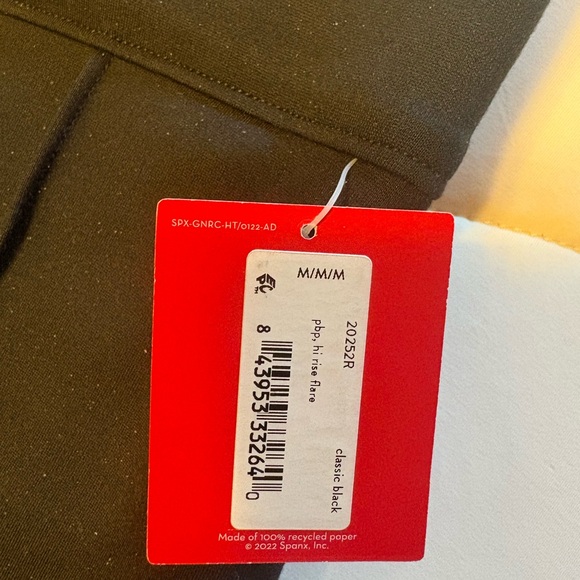 SPX-GNRC-HT/0122-AD
M/M/M
20252R
pbp, hi rise flare
classic black
8 43953 33264 0
Made of 100% recycled paper
© 2022 Spanx, Inc.